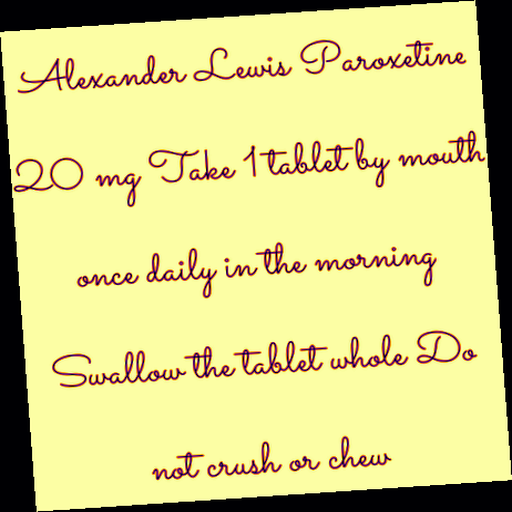 Alexander Lewis Paroxetine
20 mg Take 1 tablet by mouth
once daily in the morning
Swallow the tablet whole Do
not crush or chew